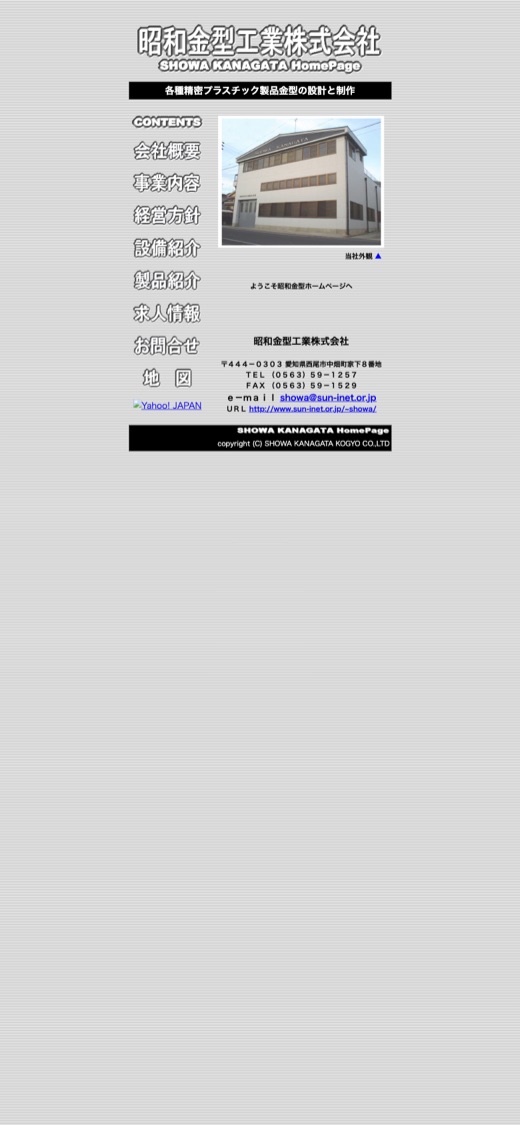 昭和金型工業株式会社
SHOWA KANAGATA HomePage
各種精密プラスチック製品金型の設計と制作
CONTENTS
会社概要
事業内容
経営方針
設備紹介
製品紹介
求人情報
お問合せ
地　図
Yahoo! JAPAN
SHOWA KANAGATA
当社外観 ▲
ようこそ昭和金型ホームページへ
昭和金型工業株式会社
〒４４４－０３０３ 愛知県西尾市中畑町家下８番地
ＴＥＬ （０５６３）５９－１２５７
ＦＡＸ （０５６３）５９－１５２９
ｅ－ｍａｉｌ showa@sun-inet.or.jp
ＵＲＬ http://www.sun-inet.or.jp/~showa/
SHOWA KANAGATA HomePage
copyright (C) SHOWA KANAGATA KOGYO CO.,LTD